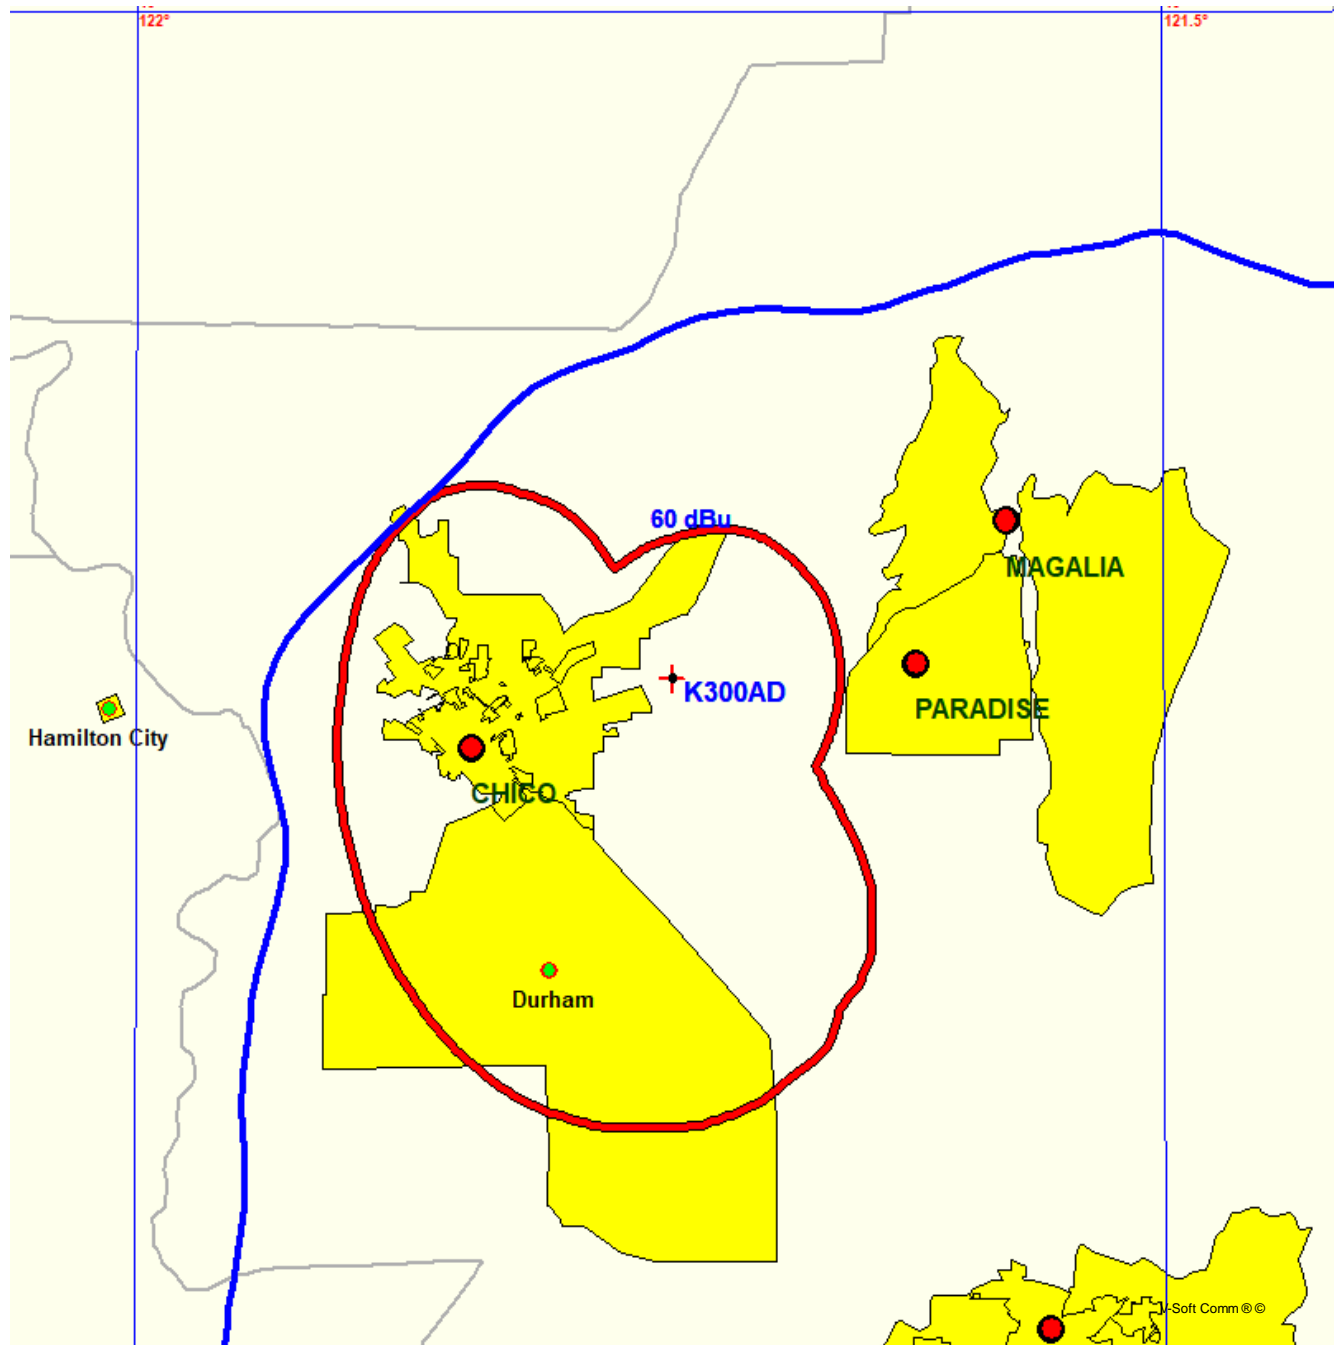 122°
121.5°
60 dBu
MAGALIA
K300AD
PARADISE
Hamilton City
CHICO
Durham
V-Soft Comm ® ©